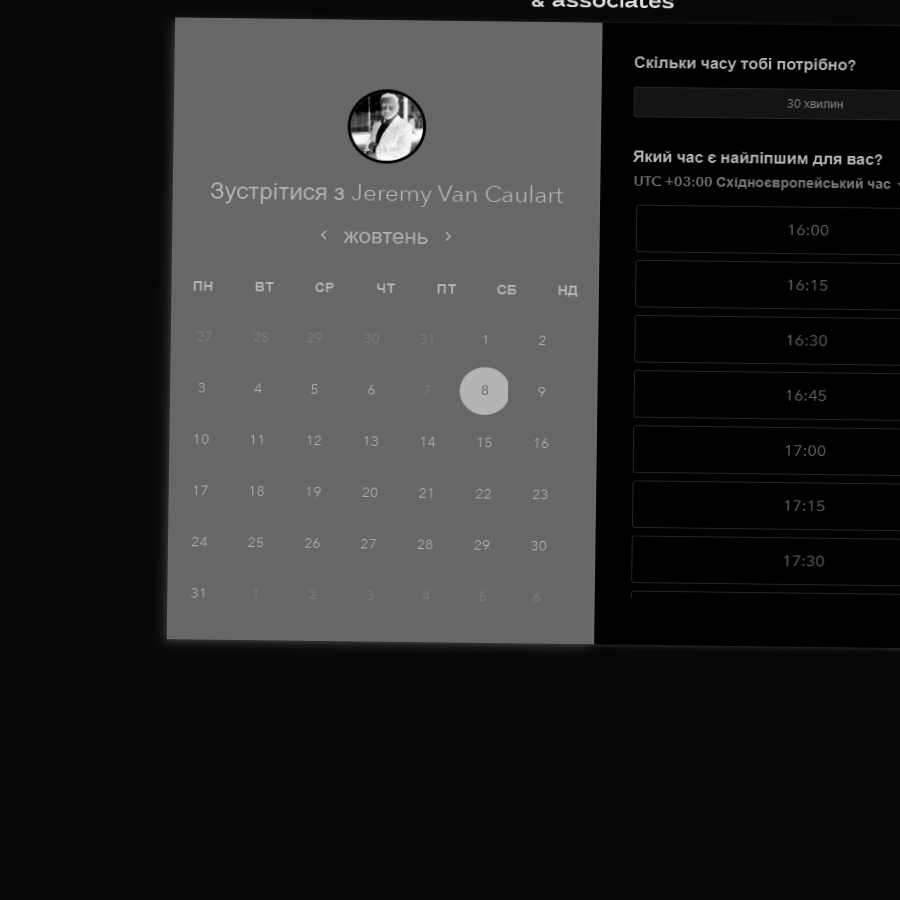 & associates
Зустрітися з Jeremy Van Caulart
< жовтень >
ПН ВТ СР ЧТ ПТ СБ НД
27 28 29 30 31 1 2
3 4 5 6 7 8 9
10 11 12 13 14 15 16
17 18 19 20 21 22 23
24 25 26 27 28 29 30
31 1 2 3 4 5 6
Скільки часу тобі потрібно?
30 хвилин
Який час є найліпшим для вас?
UTC +03:00 Східноєвропейський час
16:00
16:15
16:30
16:45
17:00
17:15
17:30